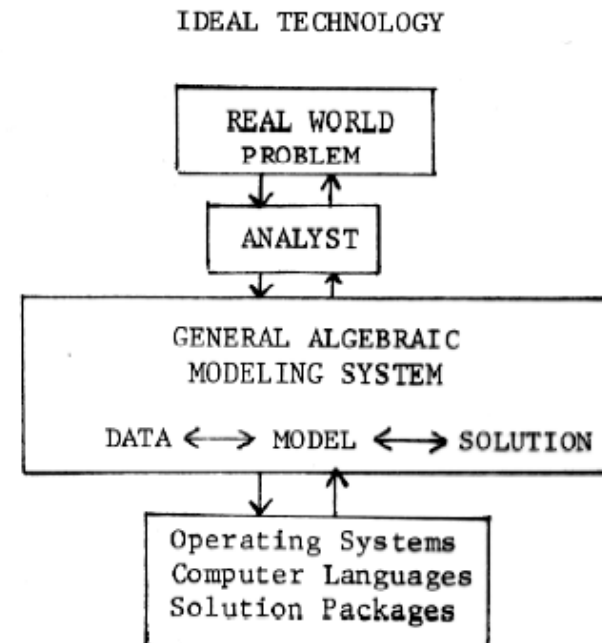 IDEAL TECHNOLOGY
REAL WORLD
PROBLEM
ANALYST
GENERAL ALGEBRAIC
MODELING SYSTEM
DATA MODEL SOLUTION
Operating Systems
Computer Languages
Solution Packages